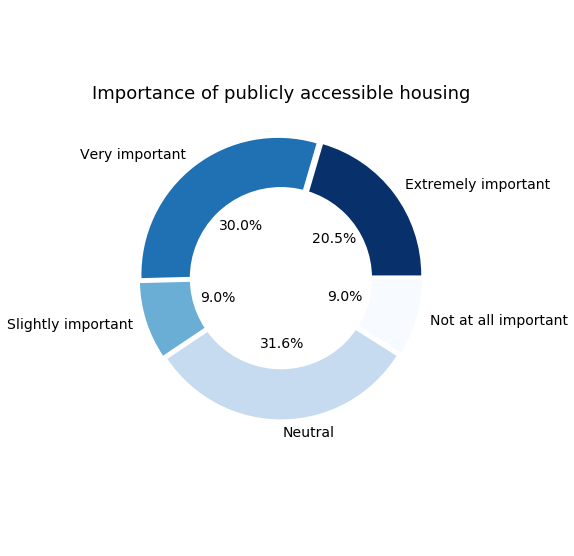 Importance of publicly accessible housing
Very important
Extremely important
30.0%
20.5%
9.0%
9.0%
Slightly important
Not at all important
31.6%
Neutral